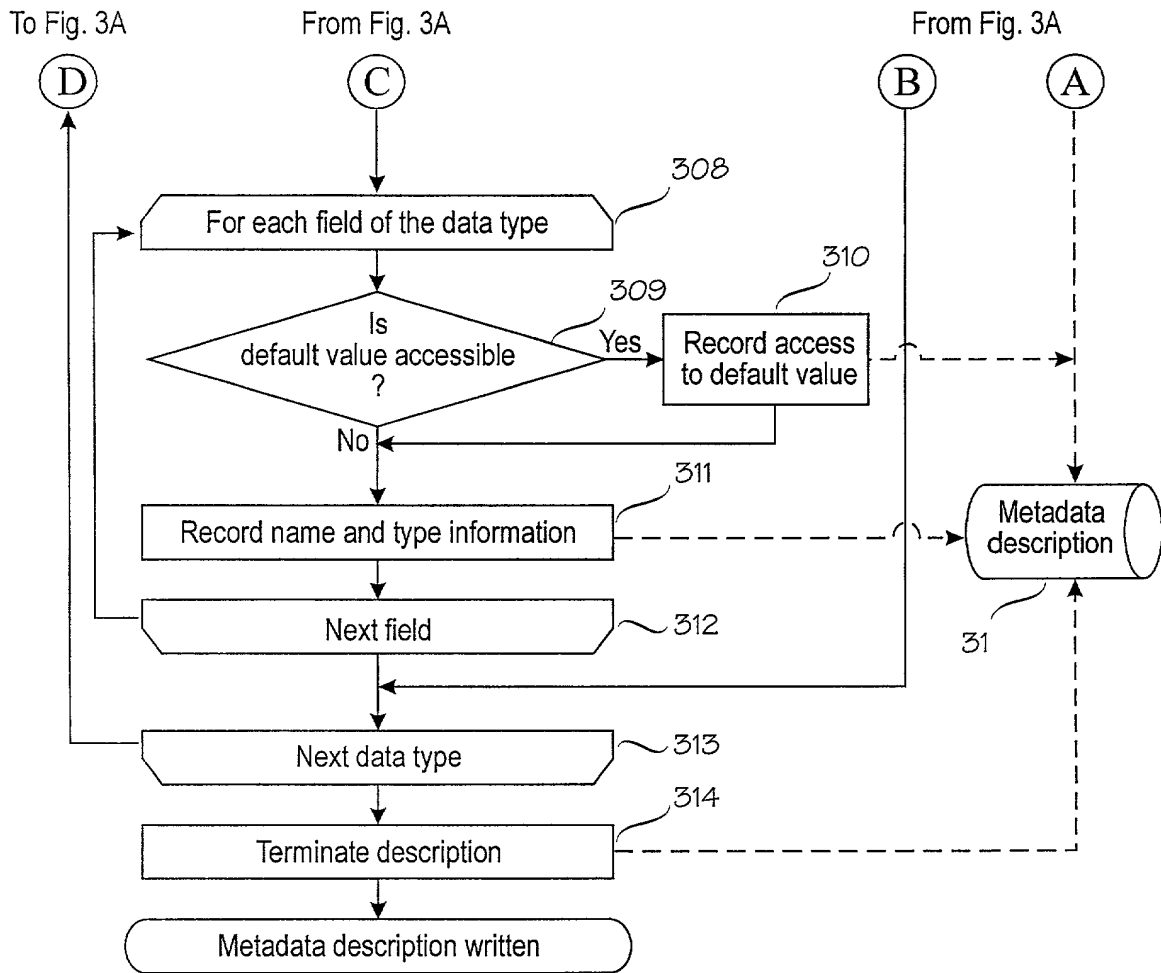 To Fig. 3A
From Fig. 3A
From Fig. 3A
D
C
B
A
308
For each field of the data type
310
309
Is
default value accessible
?
Yes
Record access
to default value
No
311
Record name and type information
Metadata
description
312
Next field
31
313
Next data type
314
Terminate description
Metadata description written